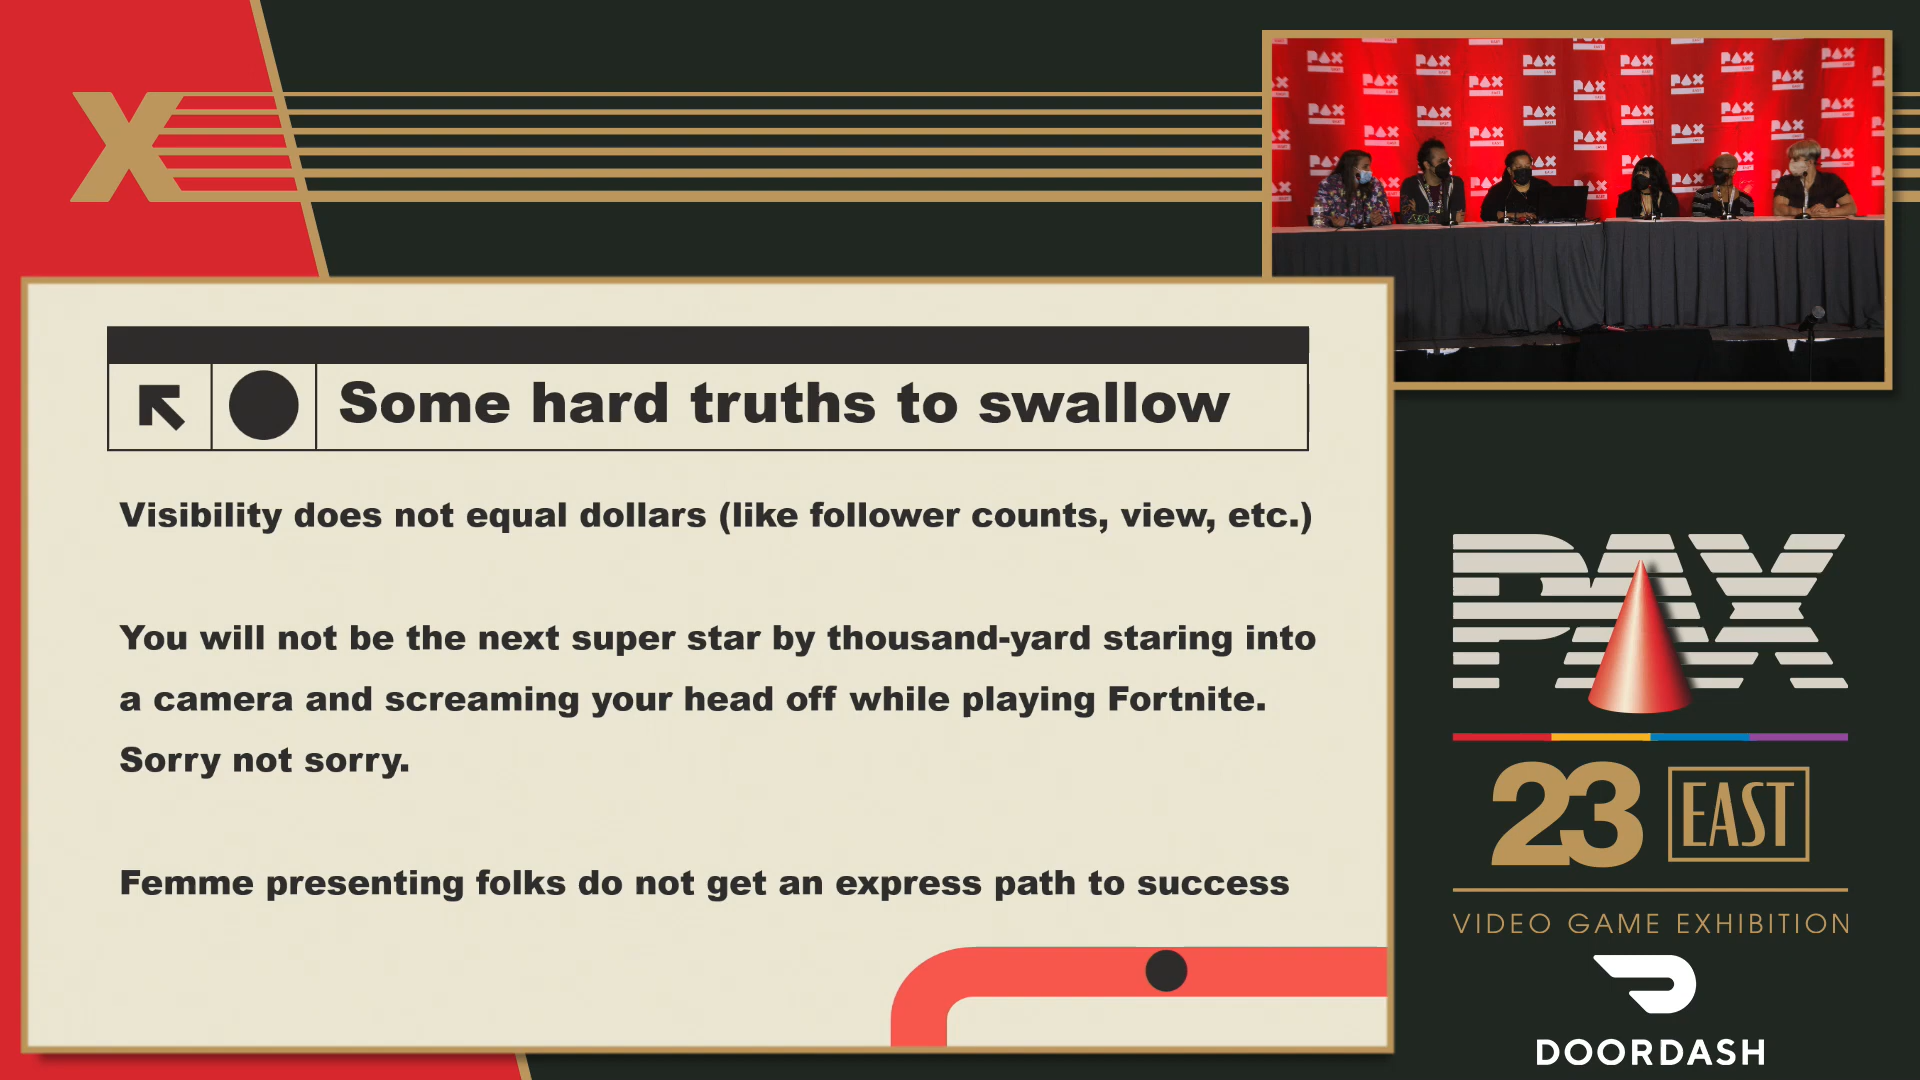 X
Some hard truths to swallow
Visibility does not equal dollars (like follower counts, view, etc.)
You will not be the next super star by thousand-yard staring into
a camera and screaming your head off while playing Fortnite.
Sorry not sorry.
Femme presenting folks do not get an express path to success
PAX
23 EAST
VIDEO GAME EXHIBITION
DOORDASH